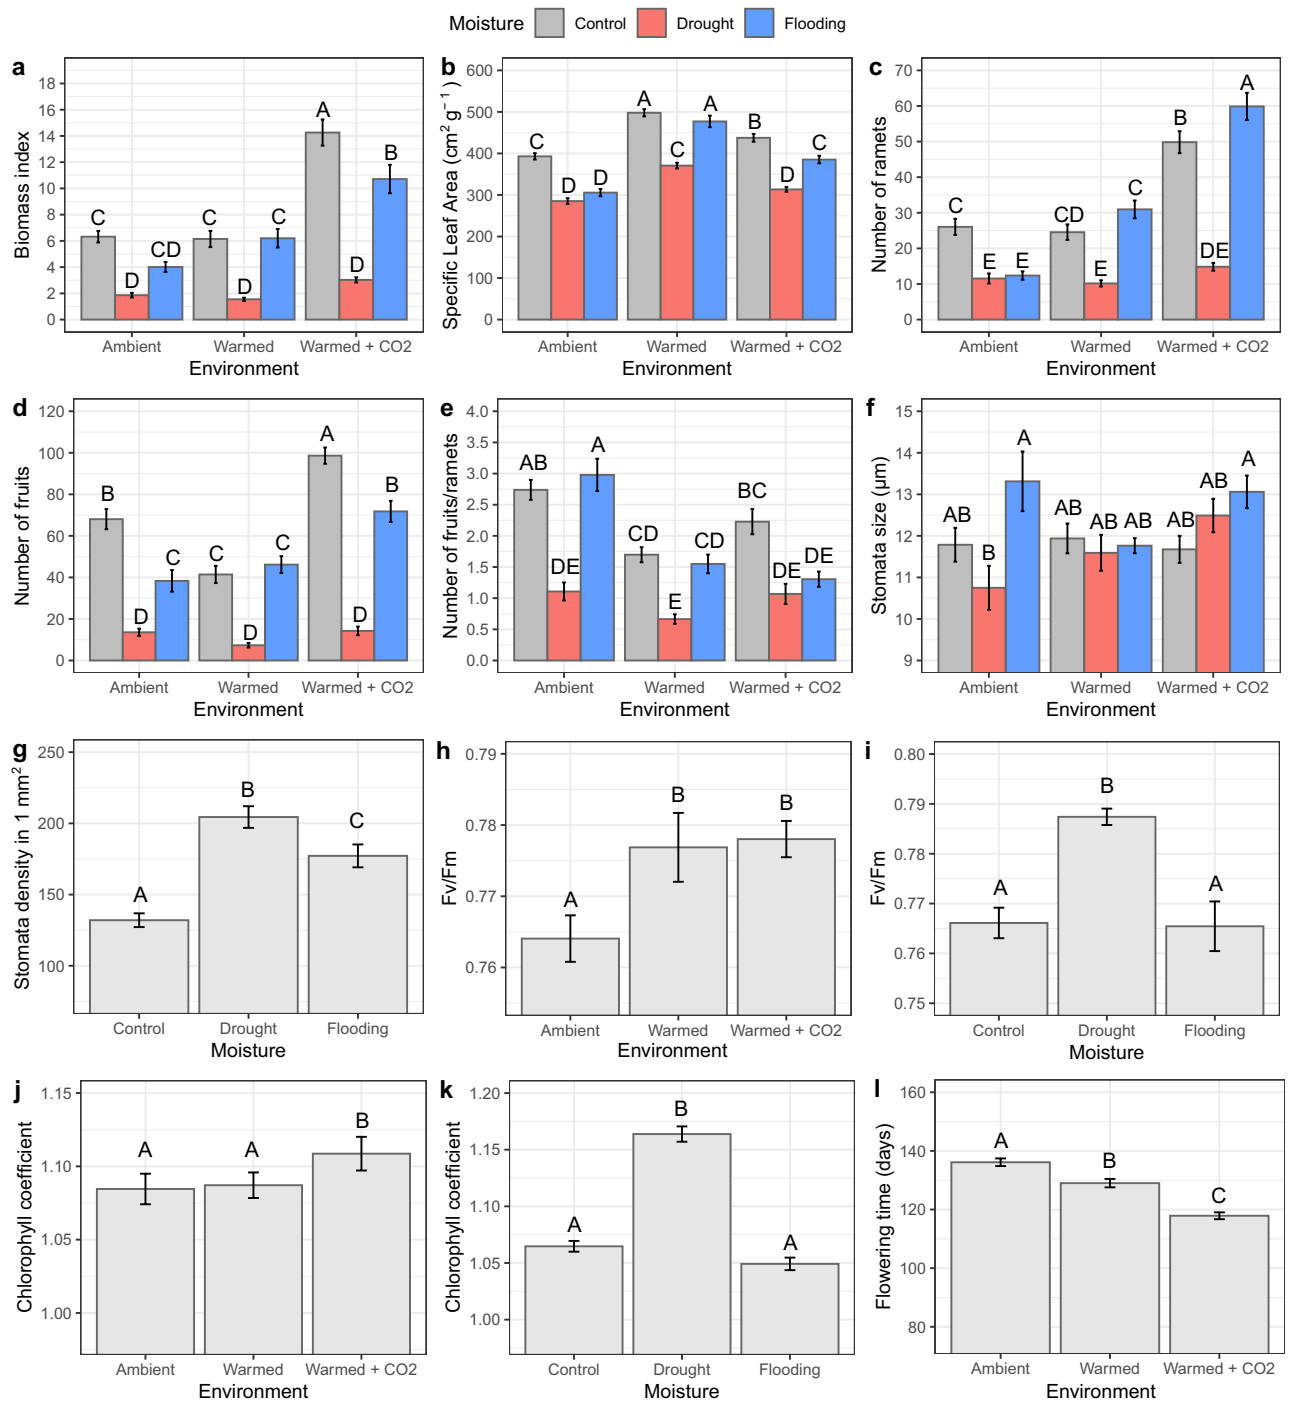 Moisture Control Drought Flooding
a
Biomass index
18
16
14
12
10
8
6
4
2
0
C D CD C D C A D B
Ambient Warmed Warmed + CO2
Environment
b
Specific Leaf Area (cm² g⁻¹)
600
500
400
300
200
100
0
C D D A C A B D C
Ambient Warmed Warmed + CO2
Environment
c
Number of ramets
70
60
50
40
30
20
10
0
C E E CD E C B DE A
Ambient Warmed Warmed + CO2
Environment
d
Number of fruits
120
100
80
60
40
20
0
B D C C D C A D B
Ambient Warmed Warmed + CO2
Environment
e
Number of fruits/ramets
4.0
3.5
3.0
2.5
2.0
1.5
1.0
0.5
0.0
AB DE A CD E CD BC DE DE
Ambient Warmed Warmed + CO2
Environment
f
Stomata size (μm)
15
14
13
12
11
10
9
AB B A AB AB AB AB AB A
Ambient Warmed Warmed + CO2
Environment
g
Stomata density in 1 mm²
250
200
150
100
A B C
Control Drought Flooding
Moisture
h
Fv/Fm
0.79
0.78
0.77
0.76
A B B
Ambient Warmed Warmed + CO2
Environment
i
Fv/Fm
0.80
0.79
0.78
0.77
0.76
0.75
A B A
Control Drought Flooding
Moisture
j
Chlorophyll coefficient
1.15
1.10
1.05
1.00
A A B
Ambient Warmed Warmed + CO2
Environment
k
Chlorophyll coefficient
1.20
1.15
1.10
1.05
1.00
A B A
Control Drought Flooding
Moisture
l
Flowering time (days)
160
140
120
100
80
A B C
Ambient Warmed Warmed + CO2
Environment